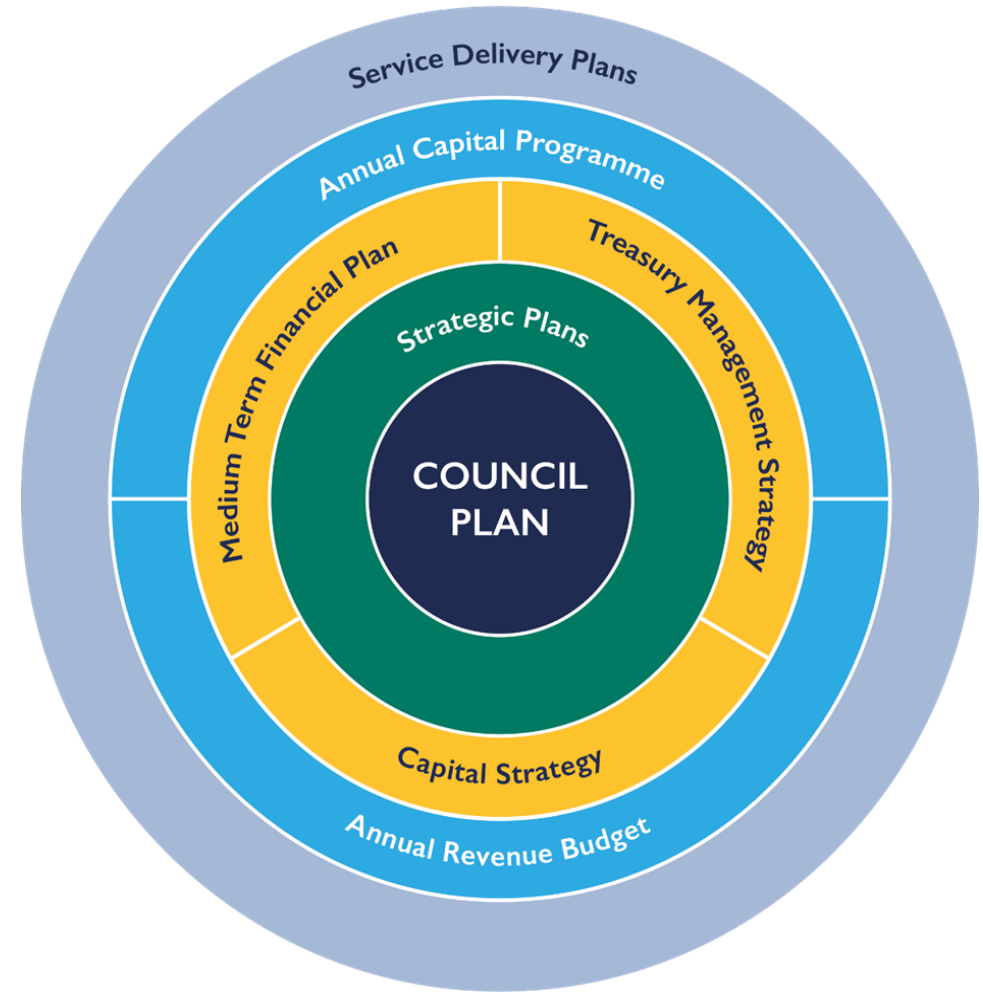 Service Delivery Plans
Annual Capital Programme
Medium Term Financial Plan
Treasury Management Strategy
Strategic Plans
COUNCIL
PLAN
Capital Strategy
Annual Revenue Budget